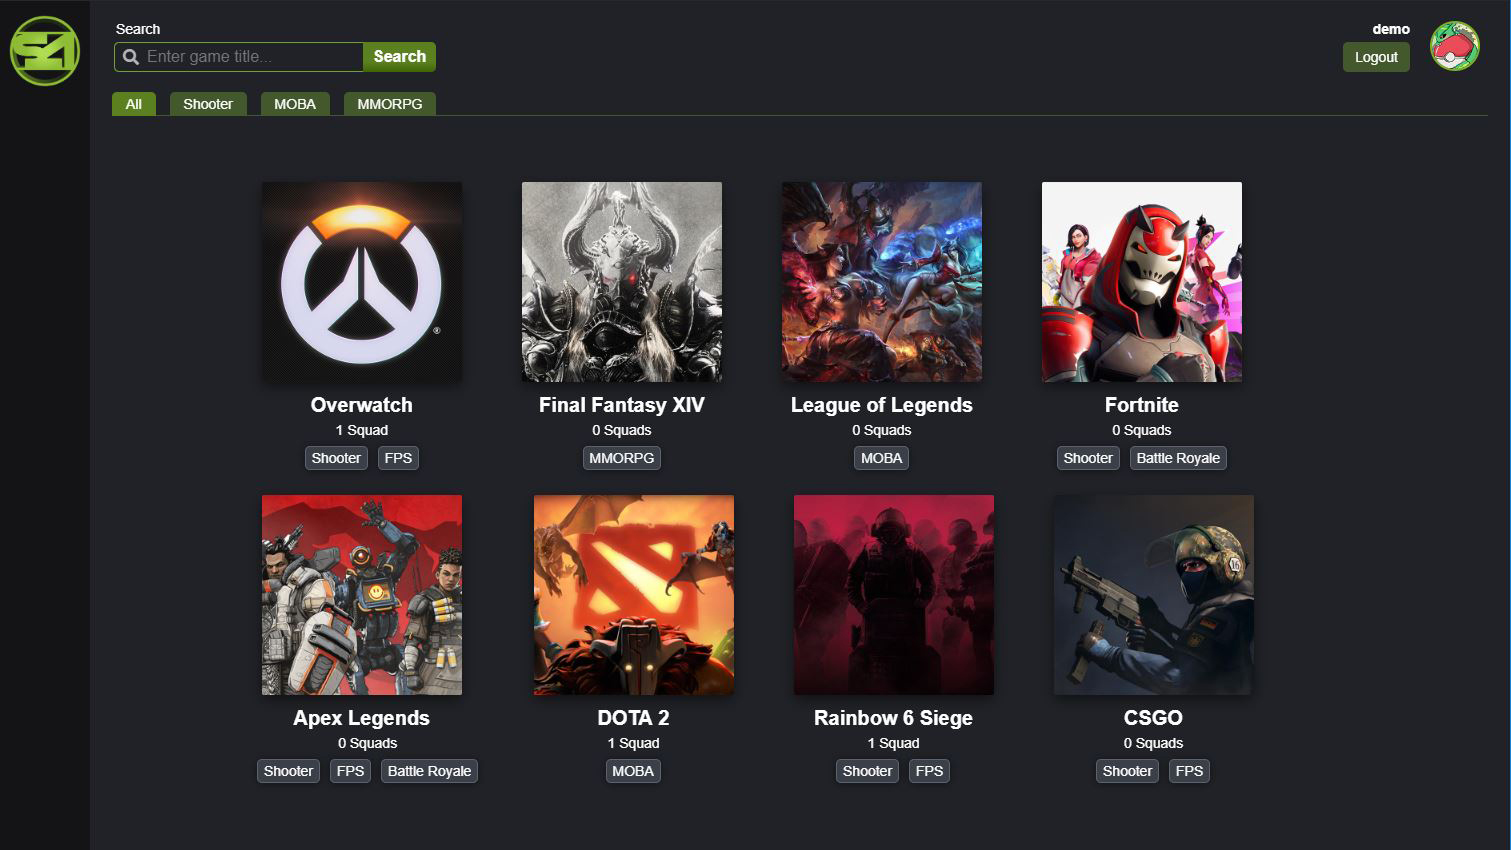 Search
Enter game title...
Search
demo
Logout
All
Shooter
MOBA
MMORPG
Overwatch
1 Squad
Shooter
FPS
Final Fantasy XIV
0 Squads
MMORPG
League of Legends
0 Squads
MOBA
Fortnite
0 Squads
Shooter
Battle Royale
Apex Legends
0 Squads
Shooter
FPS
Battle Royale
DOTA 2
1 Squad
MOBA
Rainbow 6 Siege
1 Squad
Shooter
FPS
CSGO
0 Squads
Shooter
FPS